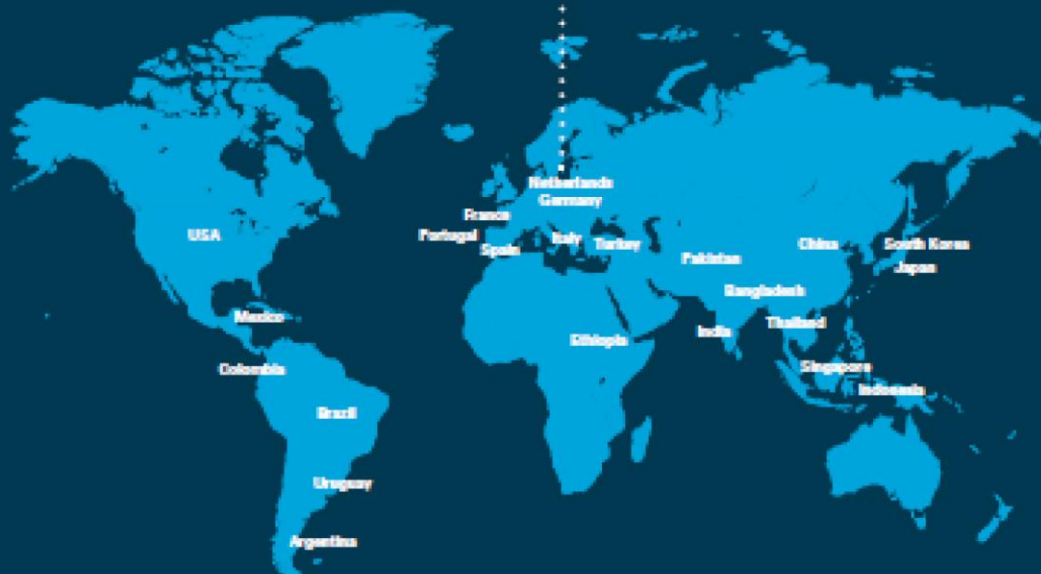 Netherlands
Germany
France
USA
Portugal
Italy
Turkey
China
South Korea
Spain
Pakistan
Japan
Bangladesh
Mexico
Thailand
India
Ethiopia
Singapore
Colombia
Indonesia
Brazil
Uruguay
Argentina